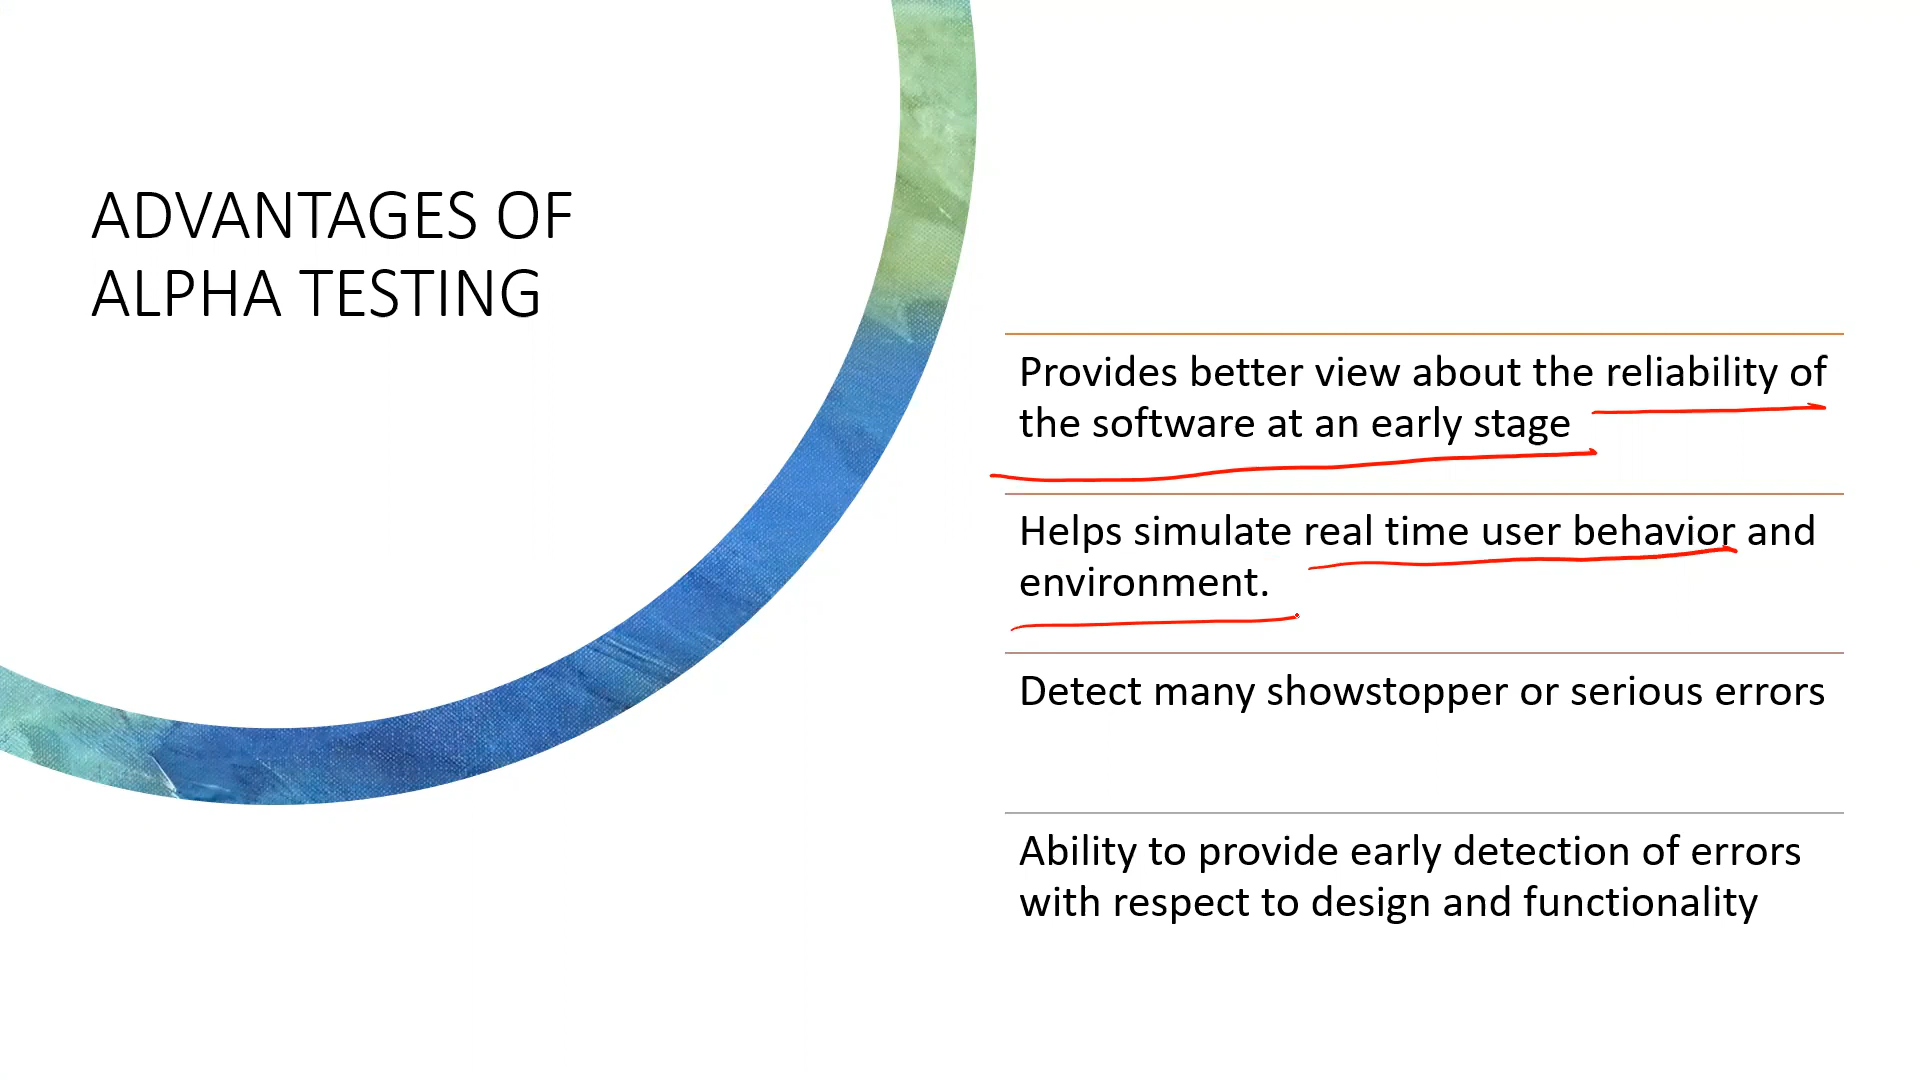 ADVANTAGES OF
ALPHA TESTING
Provides better view about the reliability of
the software at an early stage
Helps simulate real time user behavior and
environment.
Detect many showstopper or serious errors
Ability to provide early detection of errors
with respect to design and functionality